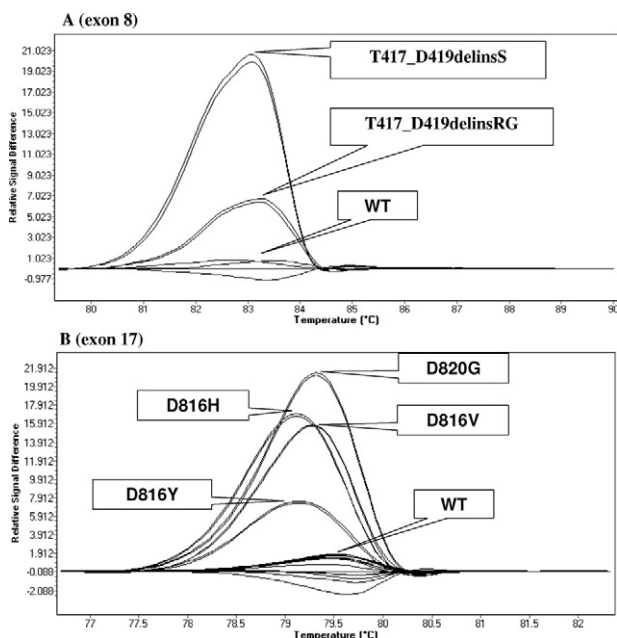 A (exon 8)
21.023
19.023
17.023
15.023
13.023
11.023
9.023
7.023
5.023
3.023
1.023
-0.977
Relative Signal Difference
T417_D419delinsS
T417_D419delinsRG
WT
80 81 82 83 84 85 86 87 88 89 90
Temperature (°C)
B (exon 17)
21.912
19.912
17.912
15.912
13.912
11.912
9.912
7.912
5.912
3.912
1.912
-0.088
-2.088
Relative Signal Difference
D820G
D816H
D816V
D816Y
WT
77 77.5 78 78.5 79 79.5 80 80.5 81 81.5 82
Temperature (°C)